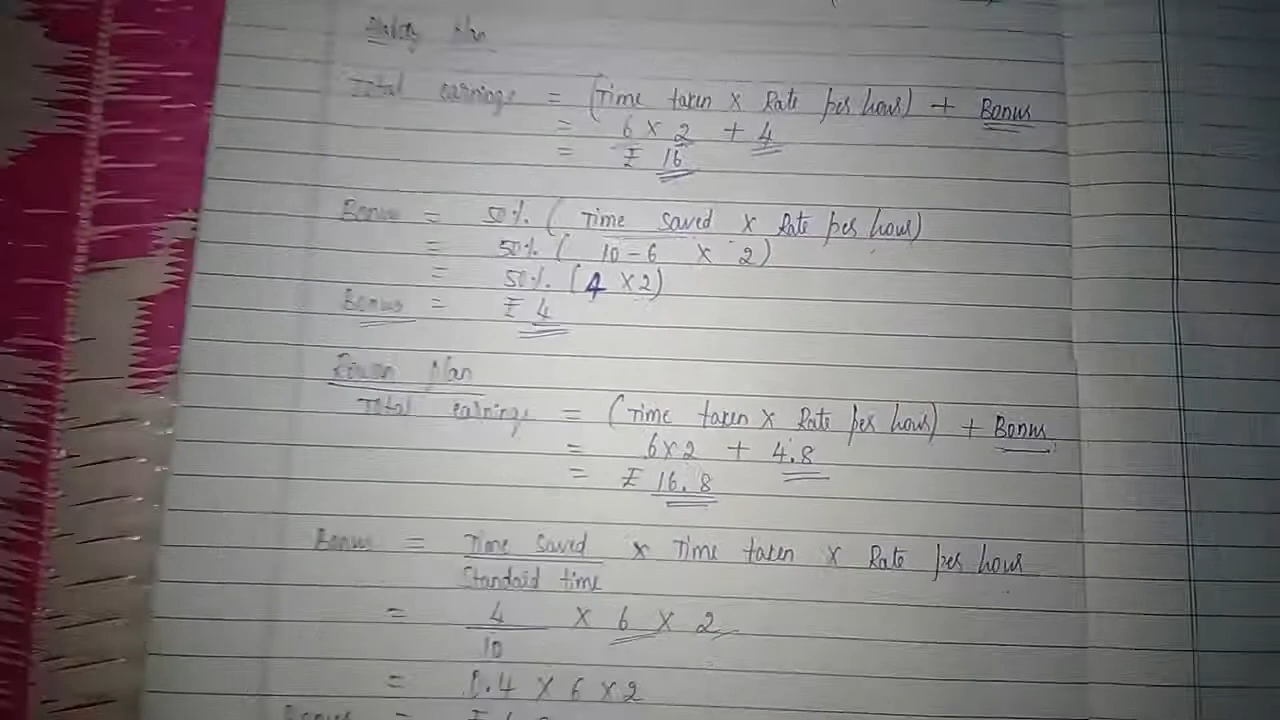 Halsey Plan
Total earnings = (Time taken × Rate per hour) + Bonus
= 6 × 2 + 4
= ₹ 16
Bonus = 50% ( Time saved × Rate per hour)
= 50% ( 10 - 6 × 2)
= 50% (4 × 2)
Bonus = ₹ 4
Rowan Plan
Total earnings = (Time taken × Rate per hour) + Bonus
= 6×2 + 4.8
= ₹ 16.8
Bonus = Time saved / Standard time × Time taken × Rate per hour
= 4 / 10 × 6 × 2
= 0.4 × 6 × 2
Bonus =